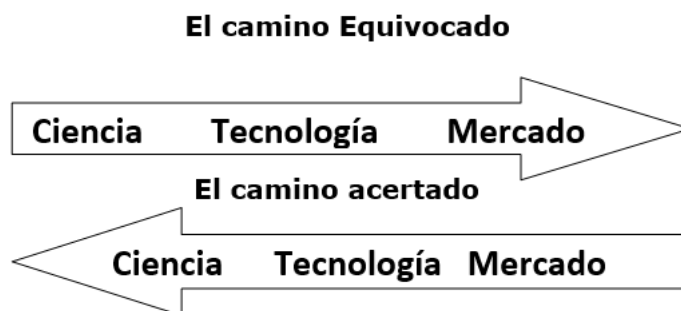 El camino Equivocado
Ciencia Tecnología Mercado
El camino acertado
Ciencia Tecnología Mercado